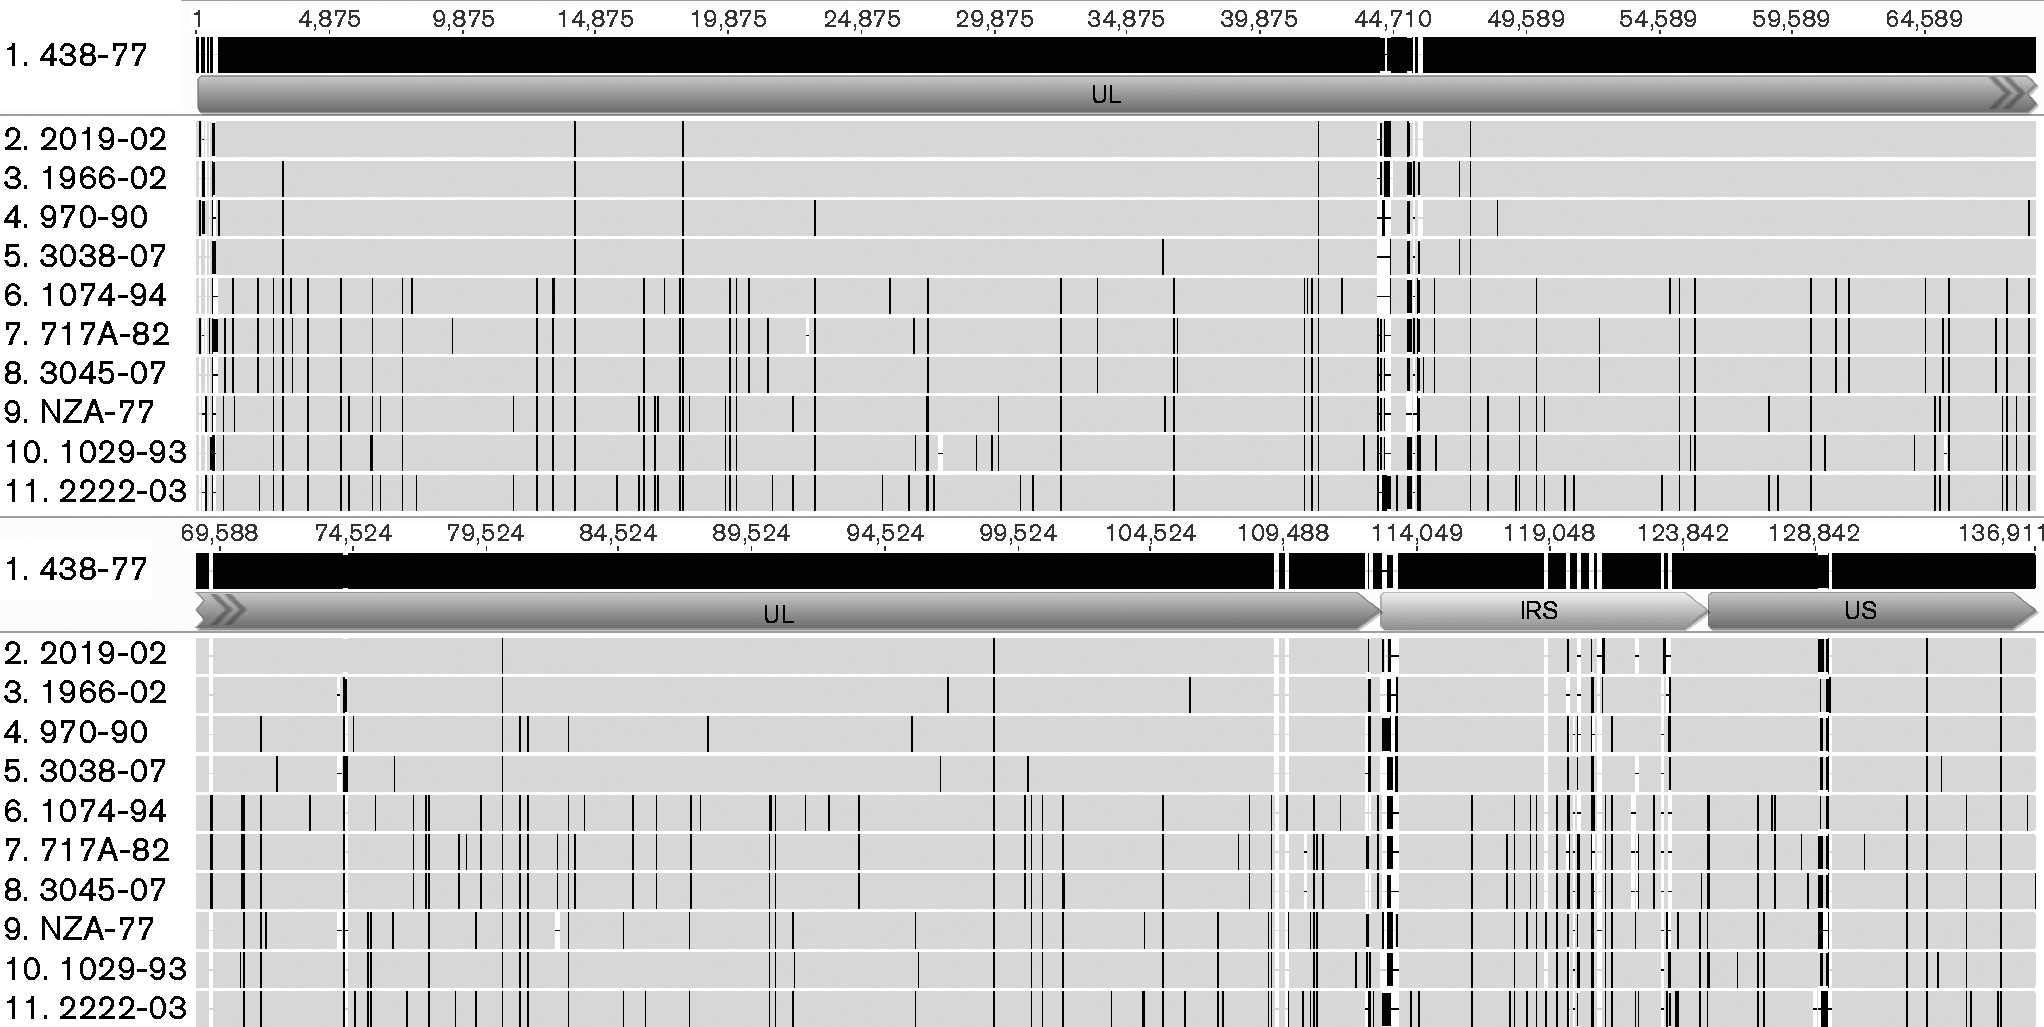 1 4,875 9,875 14,875 19,875 24,875 29,875 34,875 39,875 44,710 49,589 54,589 59,589 64,589
1. 438-77
UL
2. 2019-02
3. 1966-02
4. 970-90
5. 3038-07
6. 1074-94
7. 717A-82
8. 3045-07
9. NZA-77
10. 1029-93
11. 2222-03
69,588 74,524 79,524 84,524 89,524 94,524 99,524 104,524 109,488 114,049 119,048 123,842 128,842 136,911
1. 438-77
UL IRS US
2. 2019-02
3. 1966-02
4. 970-90
5. 3038-07
6. 1074-94
7. 717A-82
8. 3045-07
9. NZA-77
10. 1029-93
11. 2222-03